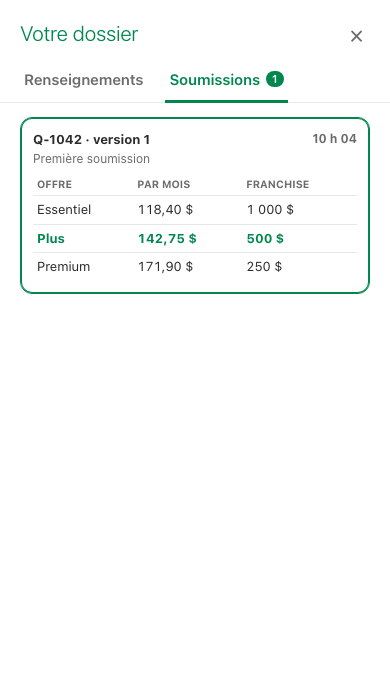 Votre dossier ×
Renseignements Soumissions 1
Q-1042 · version 1 10 h 04
Première soumission
OFFRE PAR MOIS FRANCHISE
Essentiel 118,40 $ 1 000 $
Plus 142,75 $ 500 $
Premium 171,90 $ 250 $